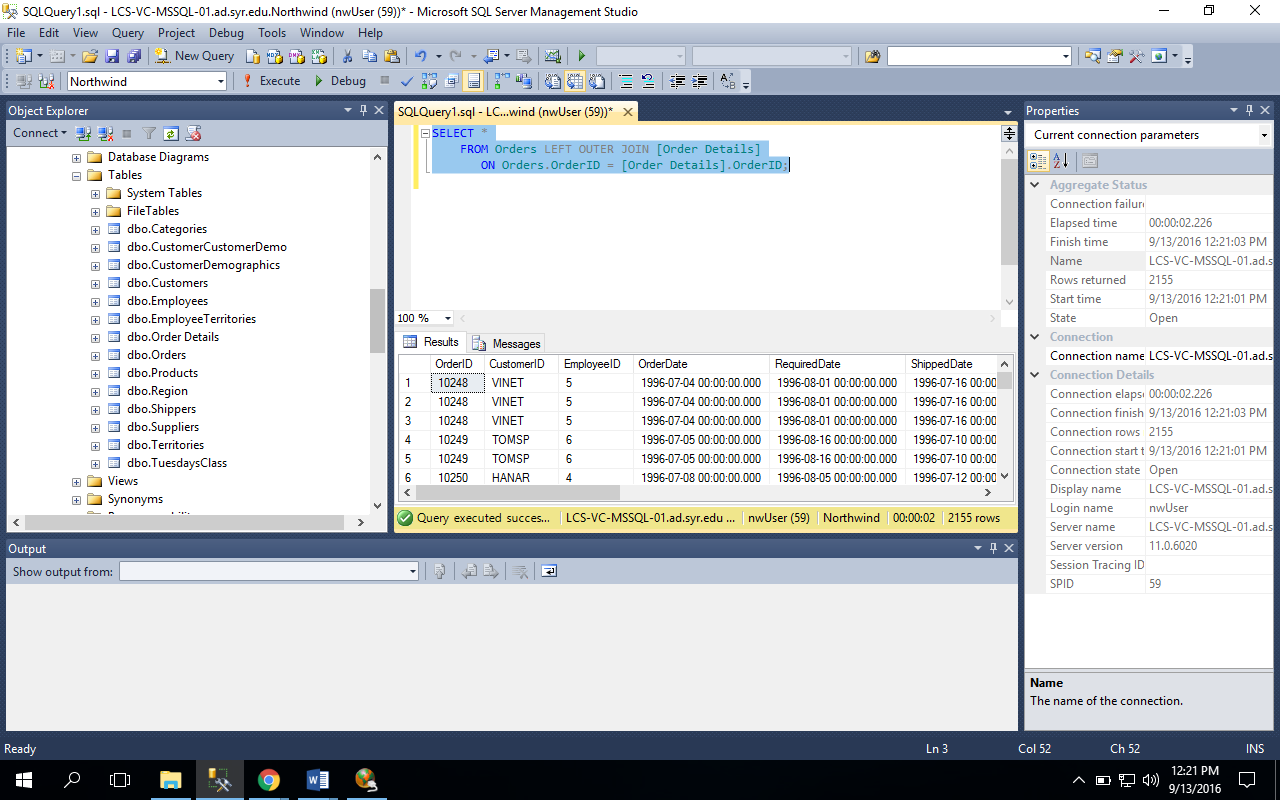 SQLQuery1.sql - LCS-VC-MSSQL-01.ad.syr.edu.Northwind (nwUser (59))* - Microsoft SQL Server Management Studio
File Edit View Query Project Debug Tools Window Help
New Query
Northwind Execute Debug
Object Explorer
Connect
Database Diagrams
Tables
System Tables
FileTables
dbo.Categories
dbo.CustomerCustomerDemo
dbo.CustomerDemographics
dbo.Customers
dbo.Employees
dbo.EmployeeTerritories
dbo.Order Details
dbo.Orders
dbo.Products
dbo.Region
dbo.Shippers
dbo.Suppliers
dbo.Territories
dbo.TuesdaysClass
Views
Synonyms
SQLQuery1.sql - LC...wind (nwUser (59))*
SELECT *
FROM Orders LEFT OUTER JOIN [Order Details]
ON Orders.OrderID = [Order Details].OrderID;
100 %
Results Messages
OrderID CustomerID EmployeeID OrderDate RequiredDate ShippedDate
1 10248 VINET 5 1996-07-04 00:00:00.000 1996-08-01 00:00:00.000 1996-07-16 00:00
2 10248 VINET 5 1996-07-04 00:00:00.000 1996-08-01 00:00:00.000 1996-07-16 00:00
3 10248 VINET 5 1996-07-04 00:00:00.000 1996-08-01 00:00:00.000 1996-07-16 00:00
4 10249 TOMSP 6 1996-07-05 00:00:00.000 1996-08-16 00:00:00.000 1996-07-10 00:00
5 10249 TOMSP 6 1996-07-05 00:00:00.000 1996-08-16 00:00:00.000 1996-07-10 00:00
6 10250 HANAR 4 1996-07-08 00:00:00.000 1996-08-05 00:00:00.000 1996-07-12 00:00
Query executed succes... LCS-VC-MSSQL-01.ad.syr.edu ... nwUser (59) Northwind 00:00:02 2155 rows
Properties
Current connection parameters
Aggregate Status
Connection failure
Elapsed time 00:00:02.226
Finish time 9/13/2016 12:21:03 PM
Name LCS-VC-MSSQL-01.ad.s
Rows returned 2155
Start time 9/13/2016 12:21:01 PM
State Open
Connection
Connection name LCS-VC-MSSQL-01.ad.s
Connection Details
Connection elapse 00:00:02.226
Connection finish 9/13/2016 12:21:03 PM
Connection rows 2155
Connection start t 9/13/2016 12:21:01 PM
Connection state Open
Display name LCS-VC-MSSQL-01.ad.s
Login name nwUser
Server name LCS-VC-MSSQL-01.ad.s
Server version 11.0.6020
Session Tracing ID
SPID 59
Name
The name of the connection.
Output
Show output from:
Ready Ln 3 Col 52 Ch 52 INS
12:21 PM
9/13/2016